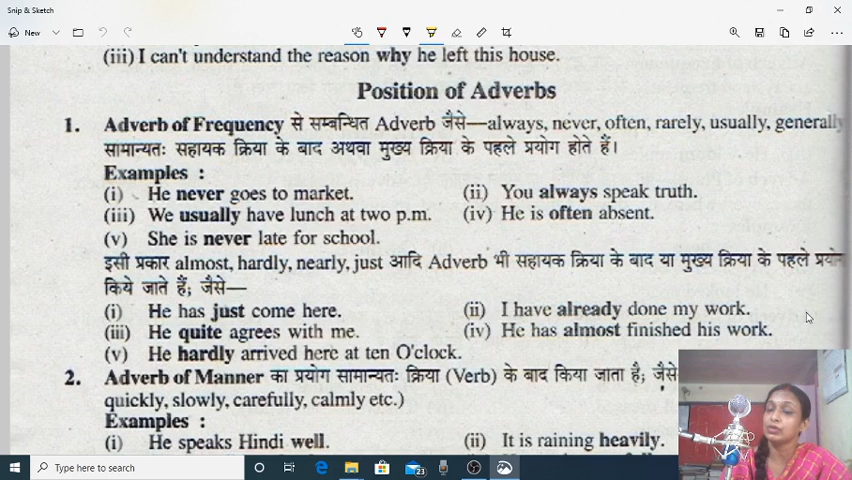 Snip & Sketch
New
(iii) I can't understand the reason why he left this house.
Position of Adverbs
1. Adverb of Frequency से सम्बन्धित Adverb जैसे—always, never, often, rarely, usually, generally
सामान्यतः सहायक क्रिया के बाद अथवा मुख्य क्रिया के पहले प्रयोग होते हैं।
Examples :
(i) He never goes to market. (ii) You always speak truth.
(iii) We usually have lunch at two p.m. (iv) He is often absent.
(v) She is never late for school.
इसी प्रकार almost, hardly, nearly, just आदि Adverb भी सहायक क्रिया के बाद या मुख्य क्रिया के पहले प्रयोग
किये जाते हैं; जैसे—
(i) He has just come here. (ii) I have already done my work.
(iii) He quite agrees with me. (iv) He has almost finished his work.
(v) He hardly arrived here at ten O'clock.
2. Adverb of Manner का प्रयोग सामान्यतः क्रिया (Verb) के बाद किया जाता है; जैसे
quickly, slowly, carefully, calmly etc.)
Examples :
(i) He speaks Hindi well. (ii) It is raining heavily.
Type here to search
23